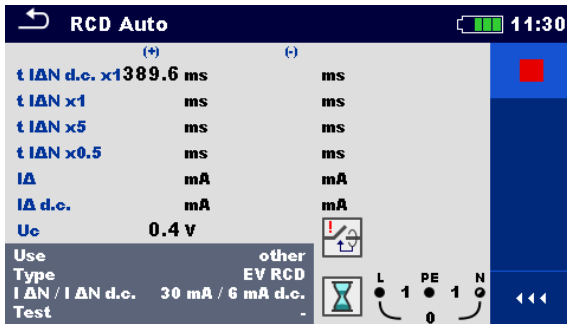 RCD Auto 11:30
(+) (-)
t IΔN d.c. x1 389.6 ms ms
t IΔN x1 ms ms
t IΔN x5 ms ms
t IΔN x0.5 ms ms
IΔ mA mA
IΔ d.c. mA mA
Uc 0.4 V
!
Use other
Type EV RCD
I ΔN / I ΔN d.c. 30 mA / 6 mA d.c.
Test -
L PE N
1 1
0